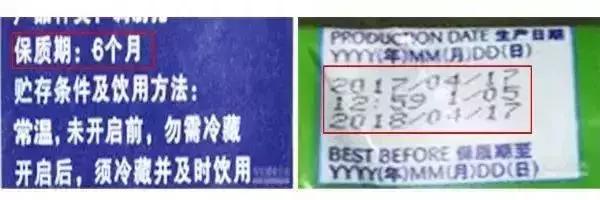 保质期：6个月
贮存条件及饮用方法：
常温,未开启前，勿需冷藏
开启后，须冷藏并及时饮用
PRODUCTION DATE 生产日期
YYYY(年)MM(月)DD(日)
2017/04/17
12:59 1/05
2018/04/17
BEST BEFORE 保质期至
YYYY(年)MM(月)DD(日)